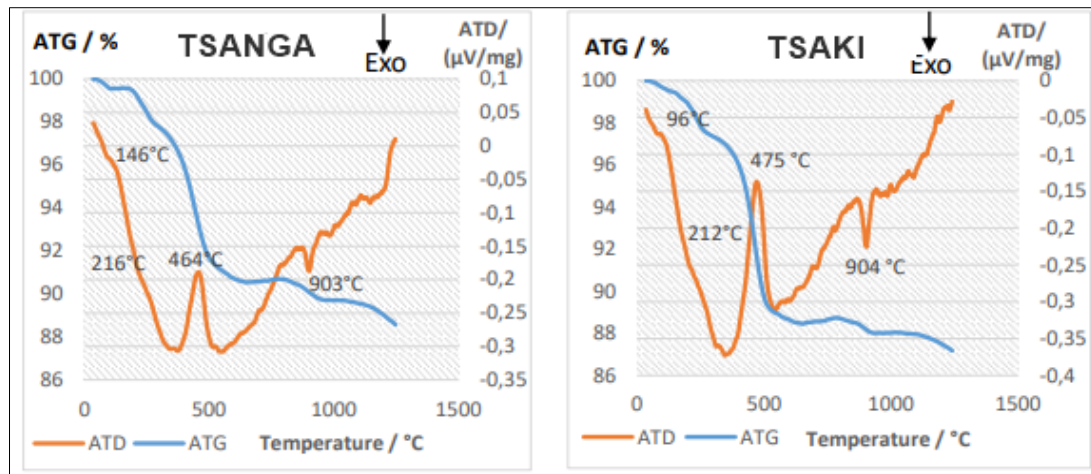 ATG / %
TSANGA
ATD/
(µV/mg)
Exo
100
98
96
94
92
90
88
86
0,1
0,05
0
-0,05
-0,1
-0,15
-0,2
-0,25
-0,3
-0,35
146°C
216°C
464°C
903°C
0
500
1000
1500
ATD
ATG
Temperature / °C
ATG / %
TSAKI
ATD/
(µV/mg)
Exo
100
98
96
94
92
90
88
86
0
-0,05
-0,1
-0,15
-0,2
-0,25
-0,3
-0,35
-0,4
96°C
475 °C
212°C
904 °C
0
500
1000
1500
ATD
ATG
Temperature / °C